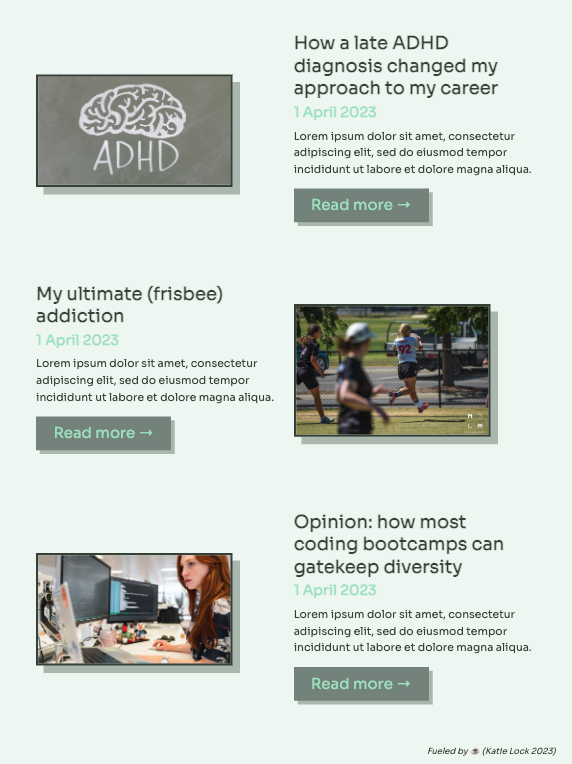 How a late ADHD
diagnosis changed my
approach to my career
1 April 2023
Lorem ipsum dolor sit amet, consectetur
adipiscing elit, sed do eiusmod tempor
incididunt ut labore et dolore magna aliqua.
Read more →
ADHD
My ultimate (frisbee)
addiction
1 April 2023
Lorem ipsum dolor sit amet, consectetur
adipiscing elit, sed do eiusmod tempor
incididunt ut labore et dolore magna aliqua.
Read more →
92
Opinion: how most
coding bootcamps can
gatekeep diversity
1 April 2023
Lorem ipsum dolor sit amet, consectetur
adipiscing elit, sed do eiusmod tempor
incididunt ut labore et dolore magna aliqua.
Read more →
Fueled by ☕ (Katie Lock 2023)